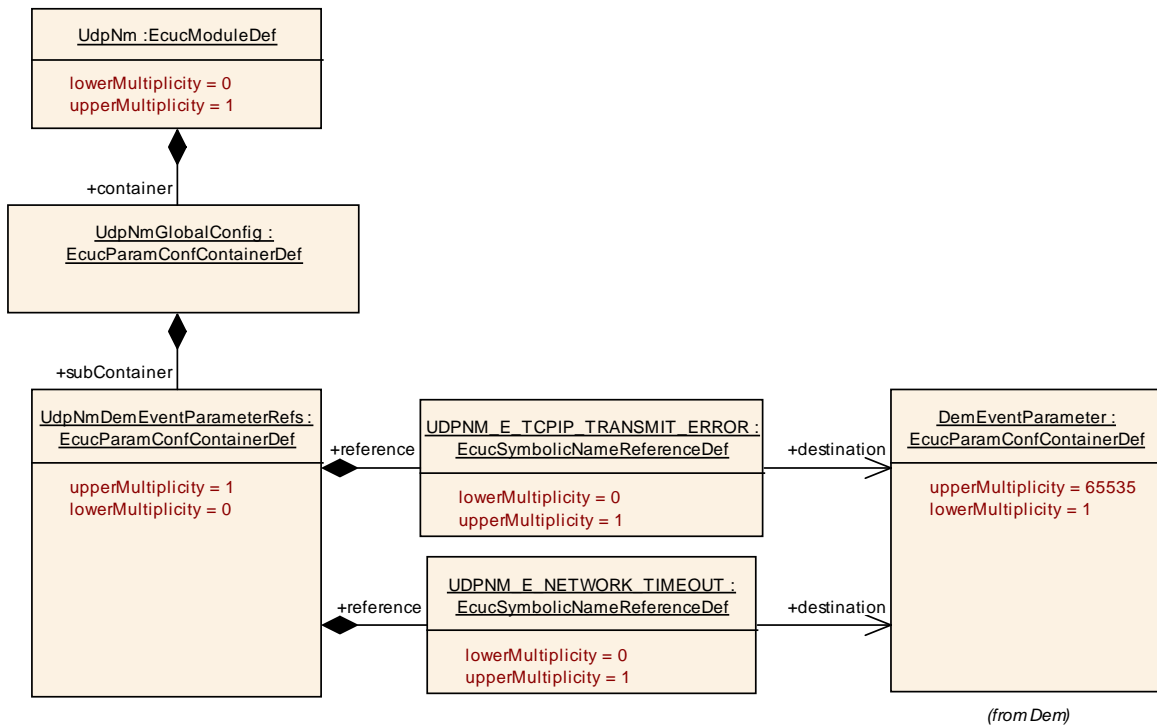 UdpNm :EcucModuleDef
lowerMultiplicity = 0
upperMultiplicity = 1
+container
UdpNmGlobalConfig :
EcucParamConfContainerDef
+subContainer
UdpNmDemEventParameterRefs :
EcucParamConfContainerDef
upperMultiplicity = 1
lowerMultiplicity = 0
+reference
UDPNM_E_TCPIP_TRANSMIT_ERROR :
EcucSymbolicNameReferenceDef
lowerMultiplicity = 0
upperMultiplicity = 1
+destination
DemEventParameter :
EcucParamConfContainerDef
upperMultiplicity = 65535
lowerMultiplicity = 1
+reference
UDPNM_E_NETWORK_TIMEOUT :
EcucSymbolicNameReferenceDef
lowerMultiplicity = 0
upperMultiplicity = 1
+destination
(from Dem)